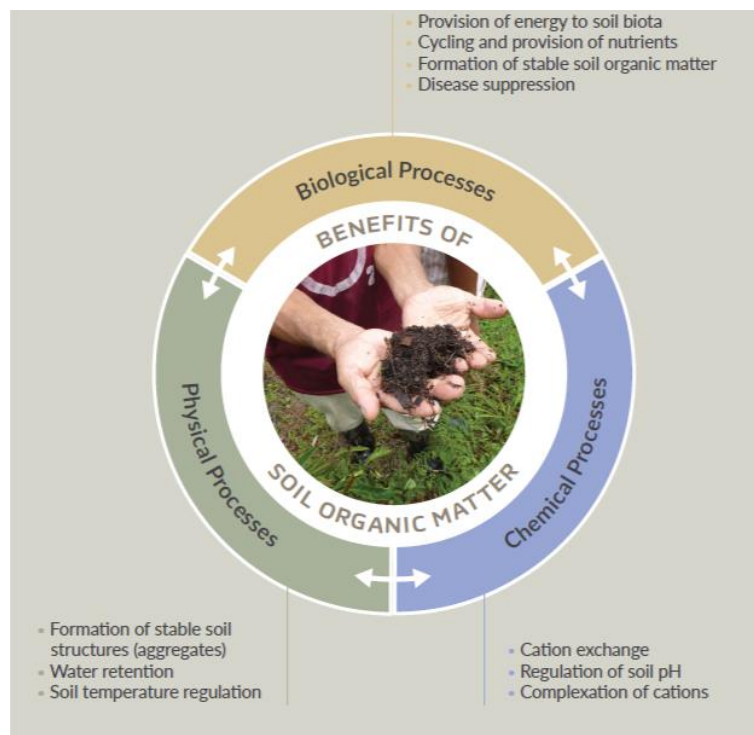 • Provision of energy to soil biota
• Cycling and provision of nutrients
• Formation of stable soil organic matter
• Disease suppression
Biological Processes
BENEFITS OF
Physical Processes
Chemical Processes
SOIL ORGANIC MATTER
• Formation of stable soil
structures (aggregates)
• Water retention
• Soil temperature regulation
• Cation exchange
• Regulation of soil pH
• Complexation of cations